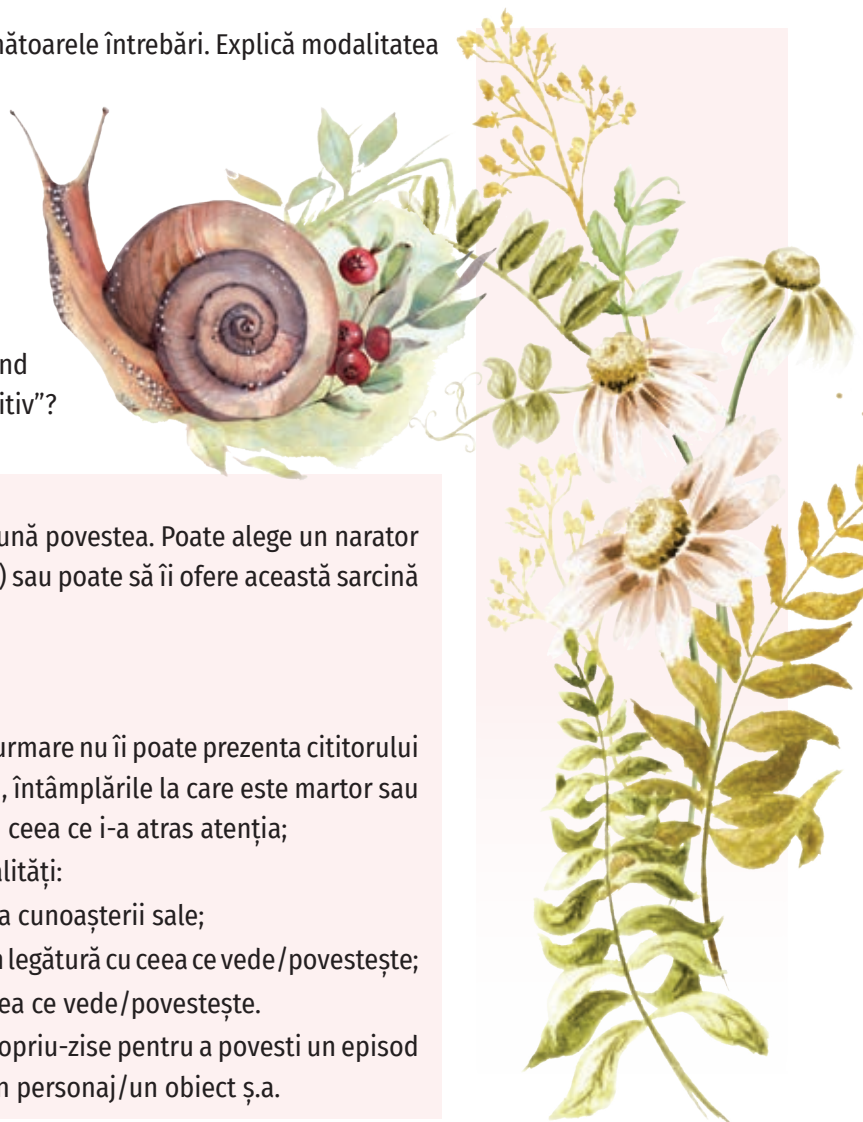 nătoarele întrebări. Explică modalitatea
nd
itiv”?
ună povestea. Poate alege un narator
) sau poate să îi ofere această sarcină
urmare nu îi poate prezenta cititorului
, întâmplările la care este martor sau
ceea ce i-a atras atenția;
lități:
a cunoașterii sale;
legătură cu ceea ce vede/povestește;
ea ce vede/povestește.
opriu-zise pentru a povesti un episod
n personaj/un obiect ș.a.